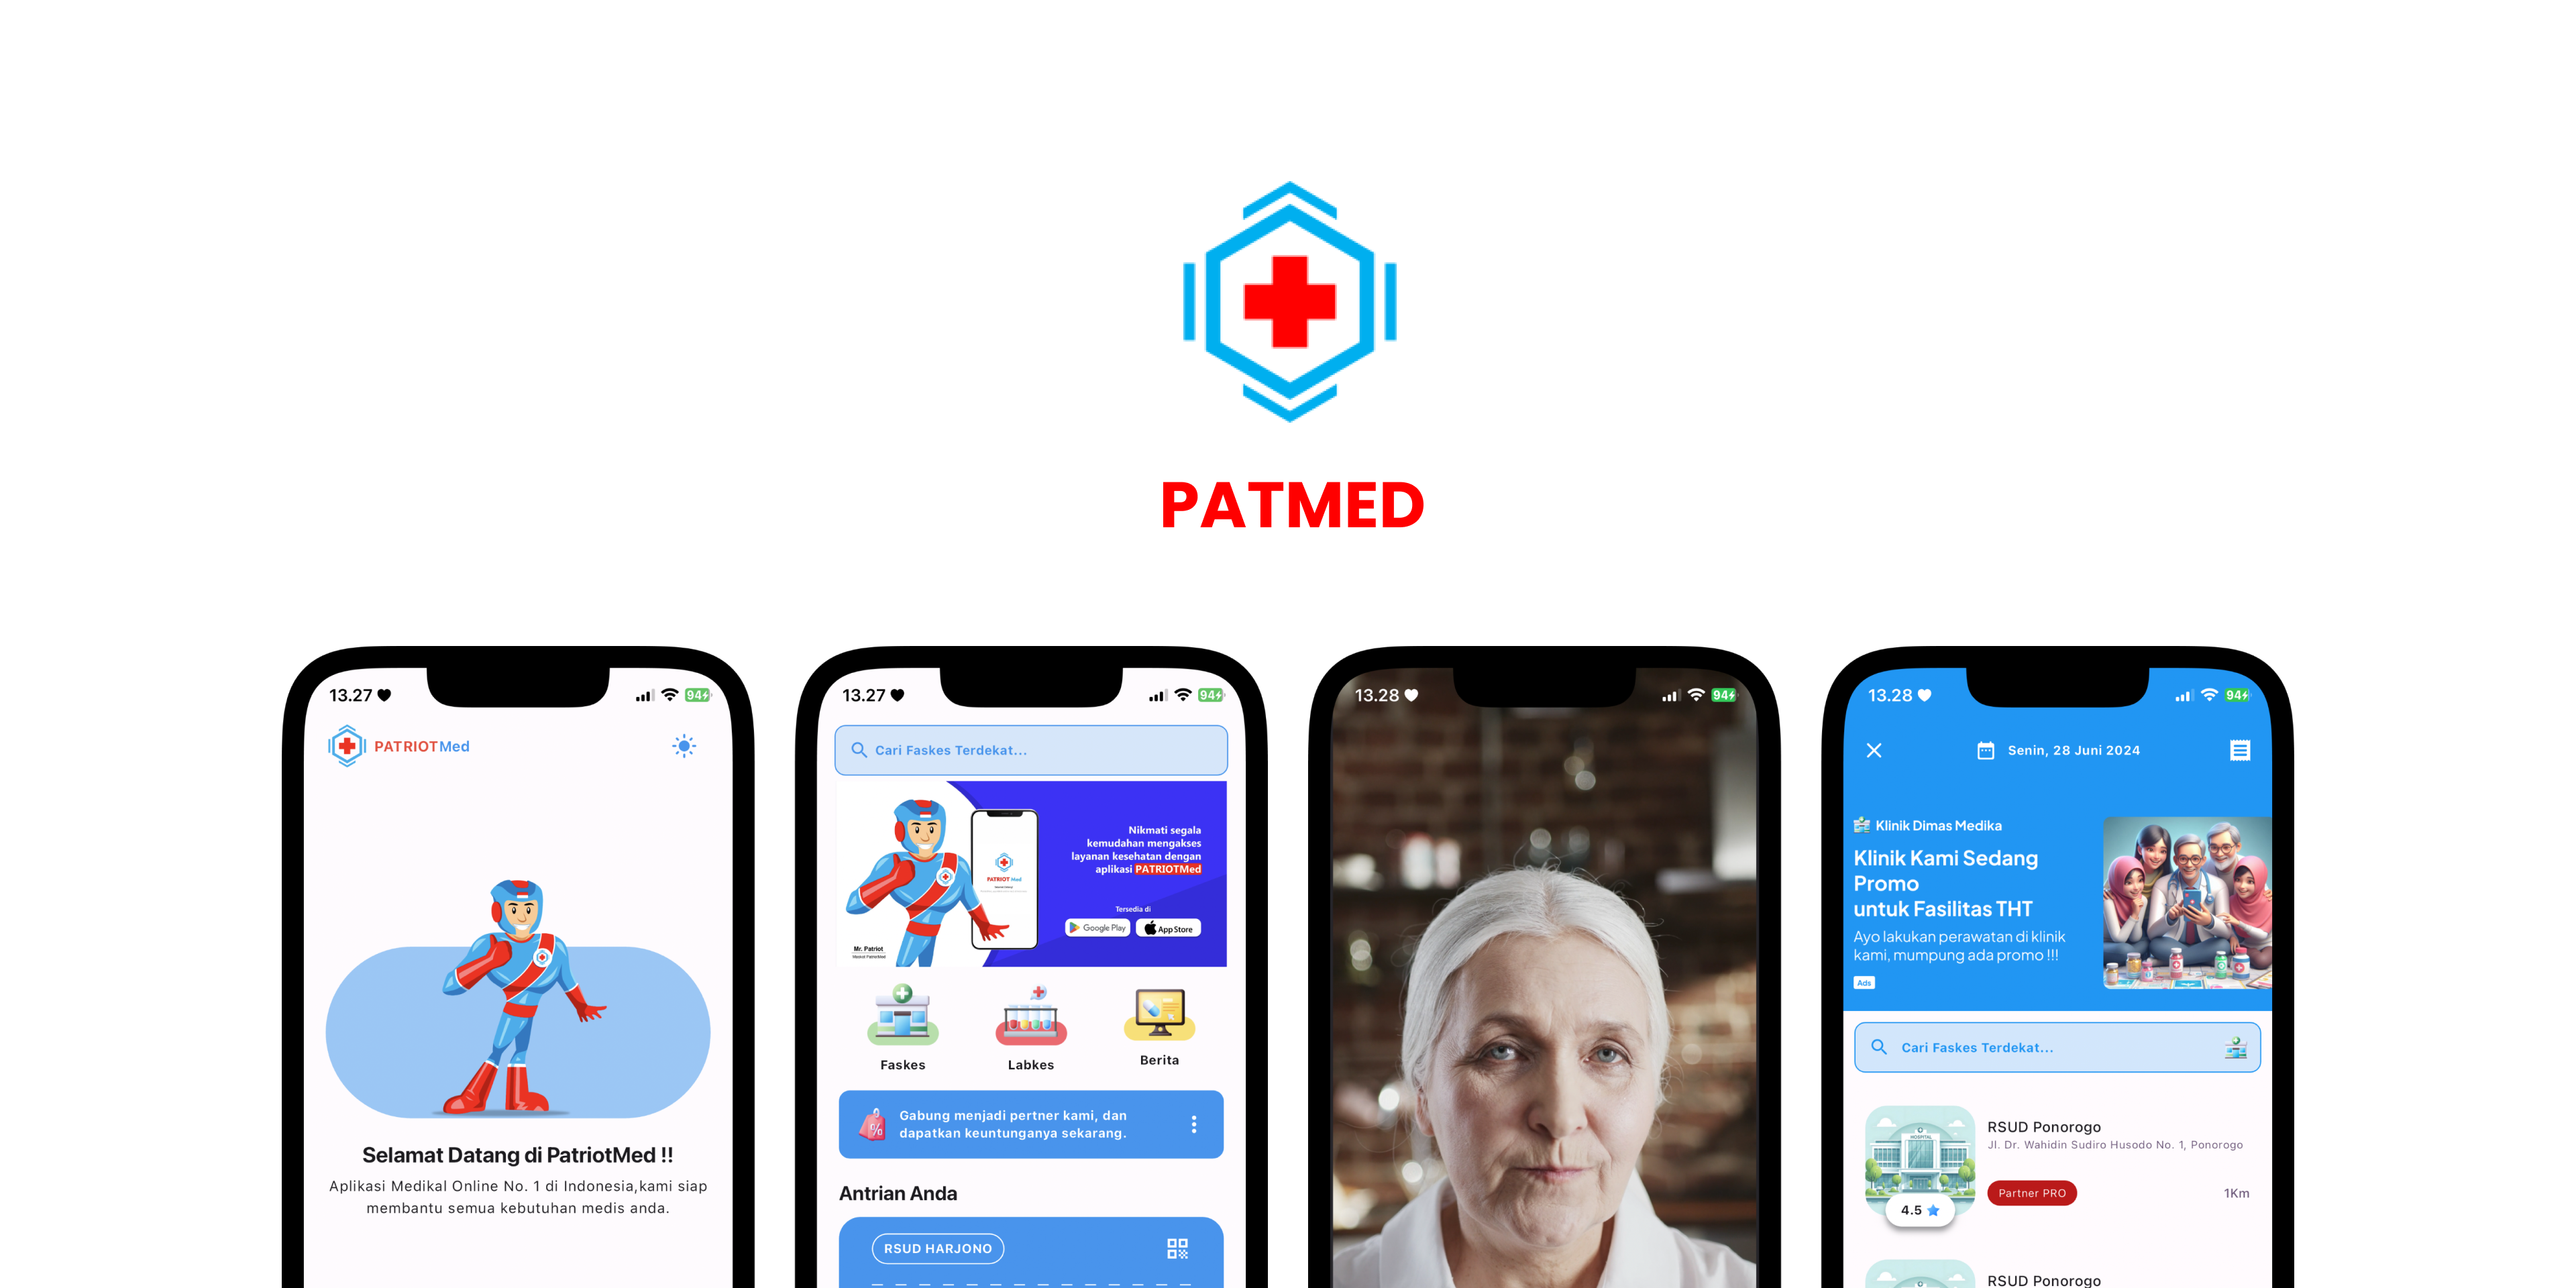 PATMED
13.27
94
PATRIOTMed
Selamat Datang di PatriotMed !!
Aplikasi Medikal Online No. 1 di Indonesia,kami siap
membantu semua kebutuhan medis anda.
13.27
94
Cari Faskes Terdekat...
Nikmati segala
kemudahan mengakses
layanan kesehatan dengan
aplikasi PATRIOTMed
PATRIOT Med
Tersedia di
Google Play
App Store
Mr. Patriot
Faskes
Labkes
Berita
%
Gabung menjadi pertner kami, dan
dapatkan keuntunganya sekarang.
Antrian Anda
RSUD HARJONO
13.28
94
13.28
94
Senin, 28 Juni 2024
Klinik Dimas Medika
Klinik Kami Sedang
Promo
untuk Fasilitas THT
Ayo lakukan perawatan di klinik
kami, mumpung ada promo !!!
Ads
Cari Faskes Terdekat...
HOSPITAL
RSUD Ponorogo
Jl. Dr. Wahidin Sudiro Husodo No. 1, Ponorogo
Partner PRO
1Km
4.5
RSUD Ponorogo